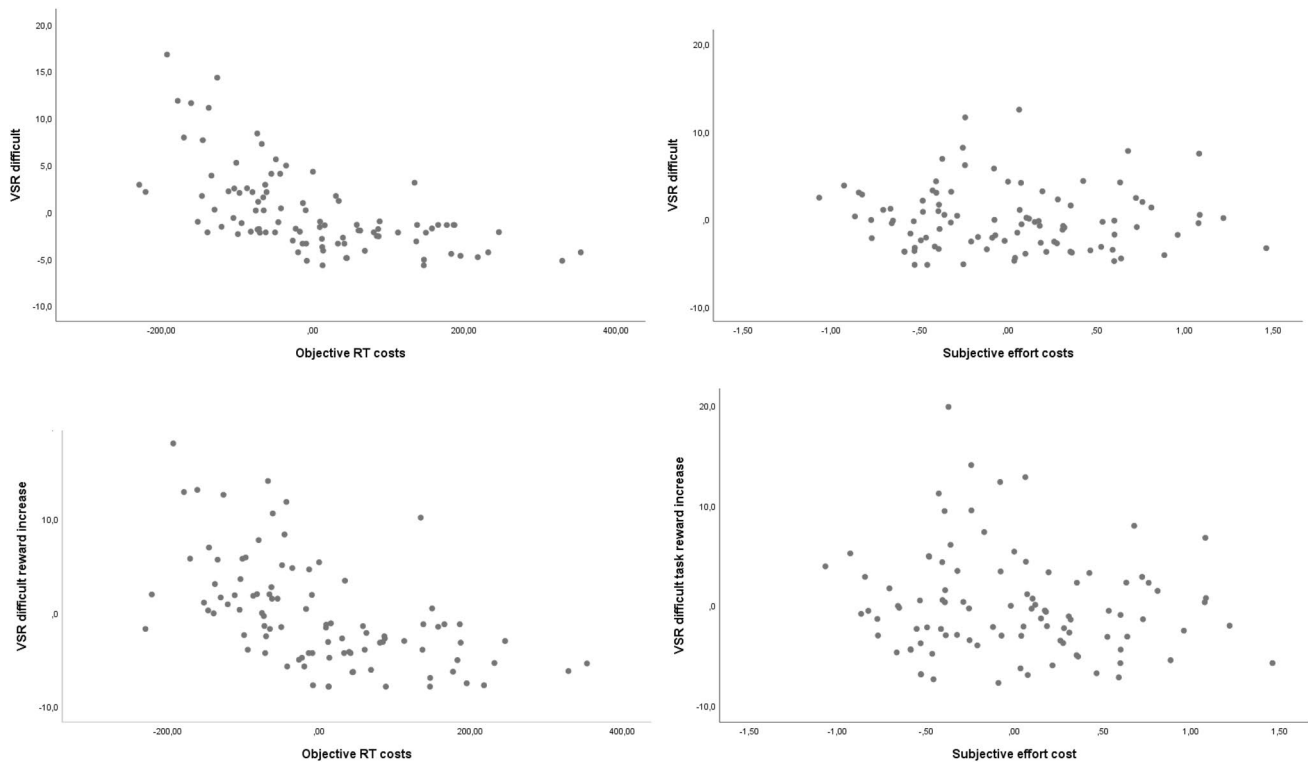 20,0
15,0
10,0
5,0
,0
-5,0
-10,0
VSR difficult
-200,00 ,00 200,00 400,00
Objective RT costs
20,0
10,0
,0
-10,0
VSR difficult
-1,50 -1,00 -,50 ,00 ,50 1,00 1,50
Subjective effort costs
10,0
,0
-10,0
VSR difficult reward increase
-200,00 ,00 200,00 400,00
Objective RT costs
20,0
10,0
,0
-10,0
VSR difficult task reward increase
-1,50 -1,00 -,50 ,00 ,50 1,00 1,50
Subjective effort cost